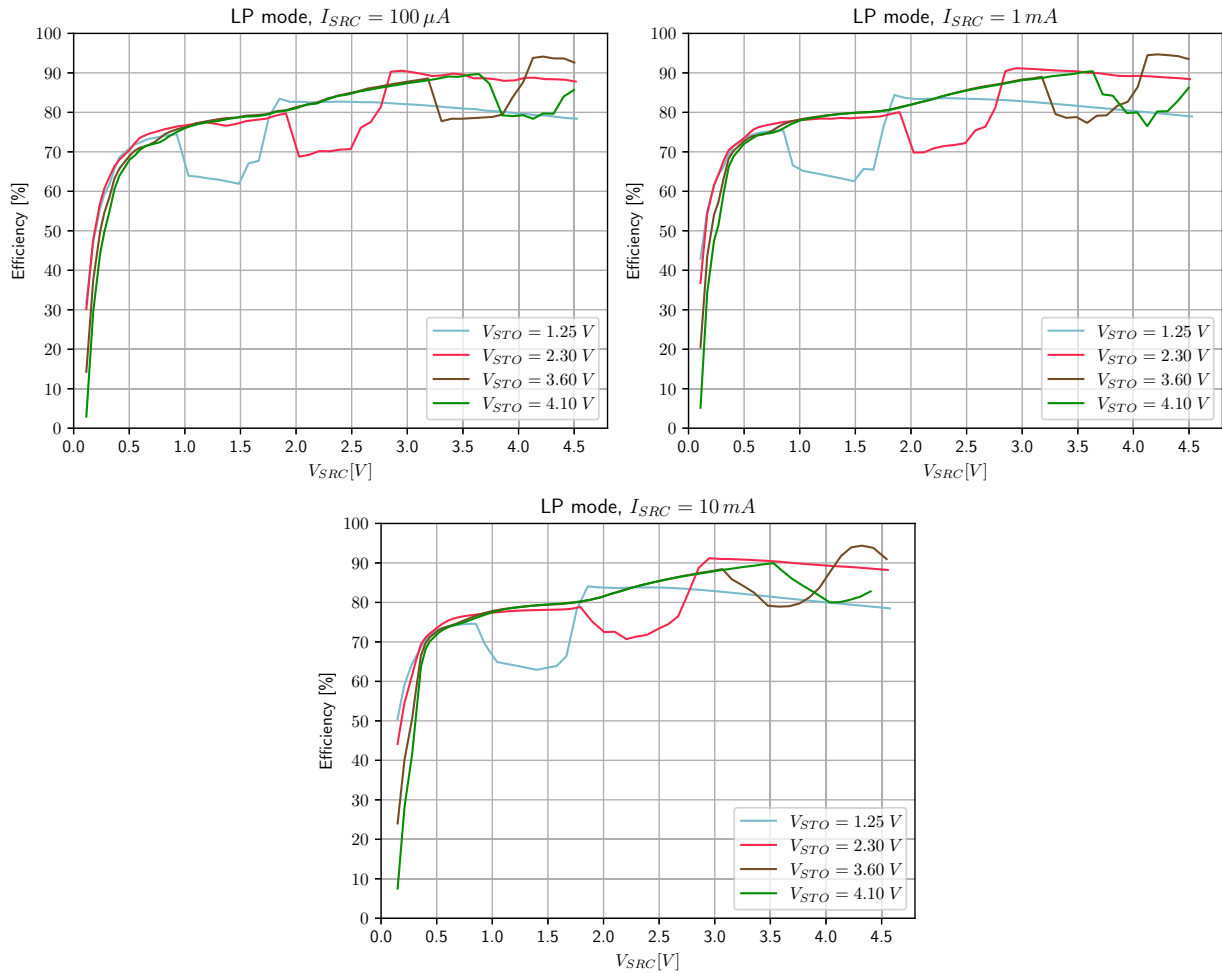 LP mode, I_SRC = 100 μA
100
90
80
70
60
50
40
30
20
10
0
Efficiency [%]
0.0 0.5 1.0 1.5 2.0 2.5 3.0 3.5 4.0 4.5
V_SRC[V]
V_STO = 1.25 V
V_STO = 2.30 V
V_STO = 3.60 V
V_STO = 4.10 V
LP mode, I_SRC = 1 mA
100
90
80
70
60
50
40
30
20
10
0
Efficiency [%]
0.0 0.5 1.0 1.5 2.0 2.5 3.0 3.5 4.0 4.5
V_SRC[V]
V_STO = 1.25 V
V_STO = 2.30 V
V_STO = 3.60 V
V_STO = 4.10 V
LP mode, I_SRC = 10 mA
100
90
80
70
60
50
40
30
20
10
0
Efficiency [%]
0.0 0.5 1.0 1.5 2.0 2.5 3.0 3.5 4.0 4.5
V_SRC[V]
V_STO = 1.25 V
V_STO = 2.30 V
V_STO = 3.60 V
V_STO = 4.10 V